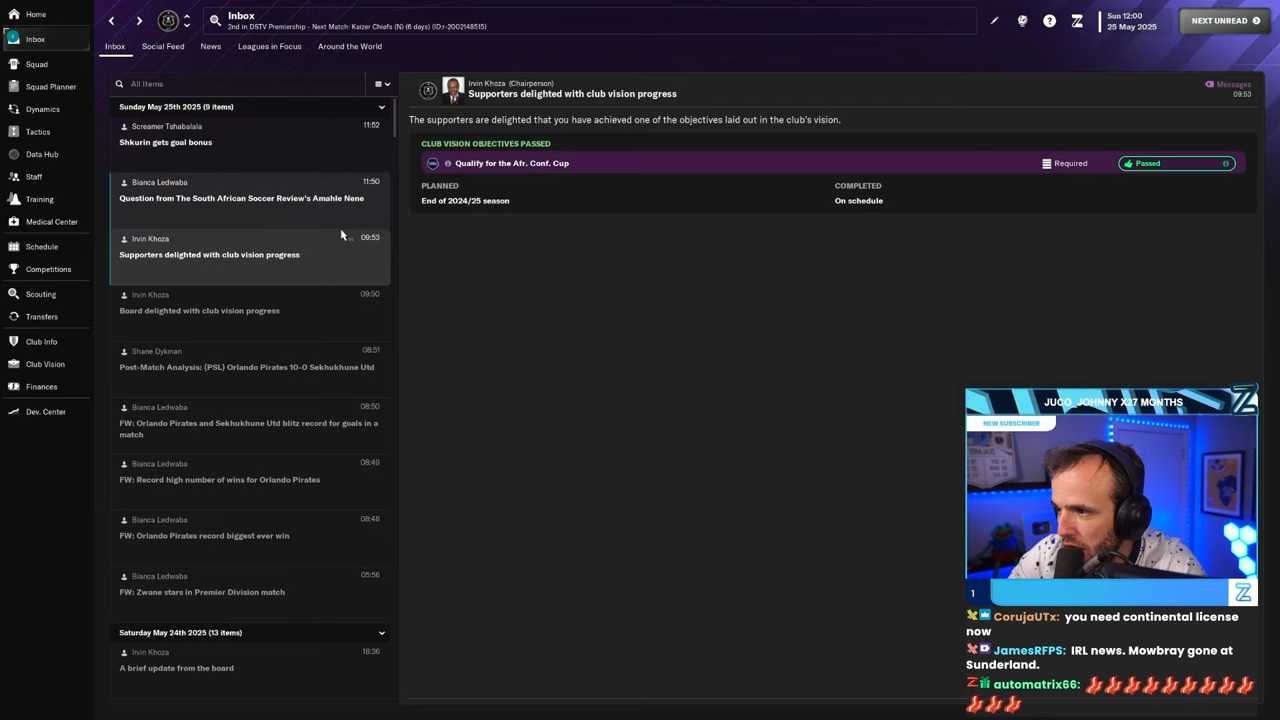 Home
Inbox
Squad
Squad Planner
Dynamics
Tactics
Data Hub
Staff
Training
Medical Center
Schedule
Competitions
Scouting
Transfers
Club Info
Club Vision
Finances
Dev. Center
Inbox
2nd in DSTV Premiership - Next Match: Kaizer Chiefs (N) (6 days) (ID:r-2002148515)
Sun 12:00
25 May 2025
NEXT UNREAD
Inbox
Social Feed
News
Leagues in Focus
Around the World
All Items
Sunday May 25th 2025 (9 items)
Screamer Tshabalala
11:52
Shkurin gets goal bonus
Bianca Ledwaba
11:50
Question from The South African Soccer Review's Amahle Nene
Irvin Khoza
09:53
Supporters delighted with club vision progress
Irvin Khoza
09:50
Board delighted with club vision progress
Shane Dykman
08:51
Post-Match Analysis: (PSL) Orlando Pirates 10-0 Sekhukhune Utd
Bianca Ledwaba
08:50
FW: Orlando Pirates and Sekhukhune Utd blitz record for goals in a
match
Bianca Ledwaba
08:49
FW: Record high number of wins for Orlando Pirates
Bianca Ledwaba
08:48
FW: Orlando Pirates record biggest ever win
Bianca Ledwaba
05:56
FW: Zwane stars in Premier Division match
Saturday May 24th 2025 (13 items)
Irvin Khoza
18:36
A brief update from the board
Irvin Khoza (Chairperson)
Supporters delighted with club vision progress
Messages
09:53
The supporters are delighted that you have achieved one of the objectives laid out in the club's vision.
CLUB VISION OBJECTIVES PASSED
Qualify for the Afr. Conf. Cup
Required
Passed
PLANNED
COMPLETED
End of 2024/25 season
On schedule
JUCO_JOHNNY X27 MONTHS
NEW SUBSCRIBER
1
CorujaUTx: you need continental license
now
JamesRFPS: IRL news. Mowbray gone at
Sunderland.
automatrix66: